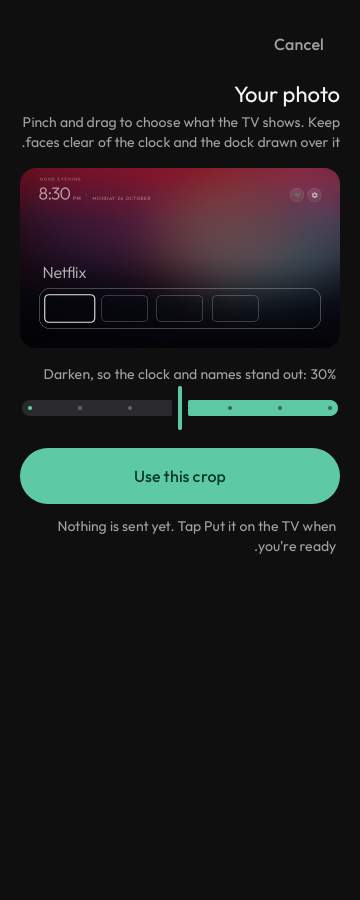 Cancel
Your photo
Pinch and drag to choose what the TV shows. Keep
.faces clear of the clock and the dock drawn over it
GOOD EVENING
8:30 PM MONDAY 26 OCTOBER
Netflix
Darken, so the clock and names stand out: 30%
Use this crop
Nothing is sent yet. Tap Put it on the TV when
.you're ready